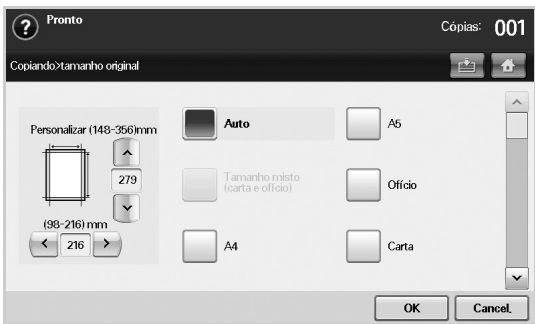 ? Pronto
Cópias: 001
Copiando>tamanho original
Personalizar (148-356)mm
279
(98-216) mm
216
Auto
A5
Tamanho misto
(carta e ofício)
Ofício
A4
Carta
OK
Cancel.